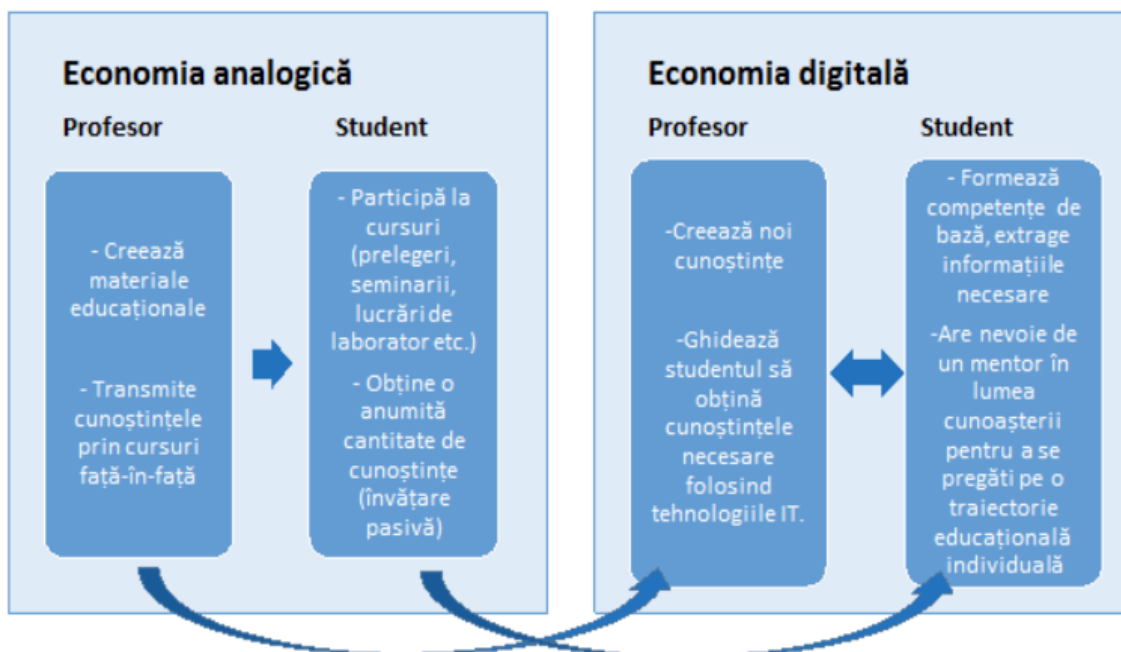 Economia analogică
Profesor
Student
- Creează
materiale
educaționale
- Transmite
cunoștințele
prin cursuri
față-în-față
- Participă la
cursuri
(prelegeri,
seminarii,
lucrări de
laborator etc.)
- Obține o
anumită
cantitate de
cunoștințe
(învățare
pasivă)
Economia digitală
Profesor
Student
-Creează noi
cunoștințe
-Ghidează
studentul să
obțină
cunoștințele
necesare
folosind
tehnologiile IT.
- Formează
competențe de
bază, extrage
informațiile
necesare
-Are nevoie de
un mentor în
lumea
cunoașterii
pentru a se
pregăti pe o
traiectorie
educațională
individuală